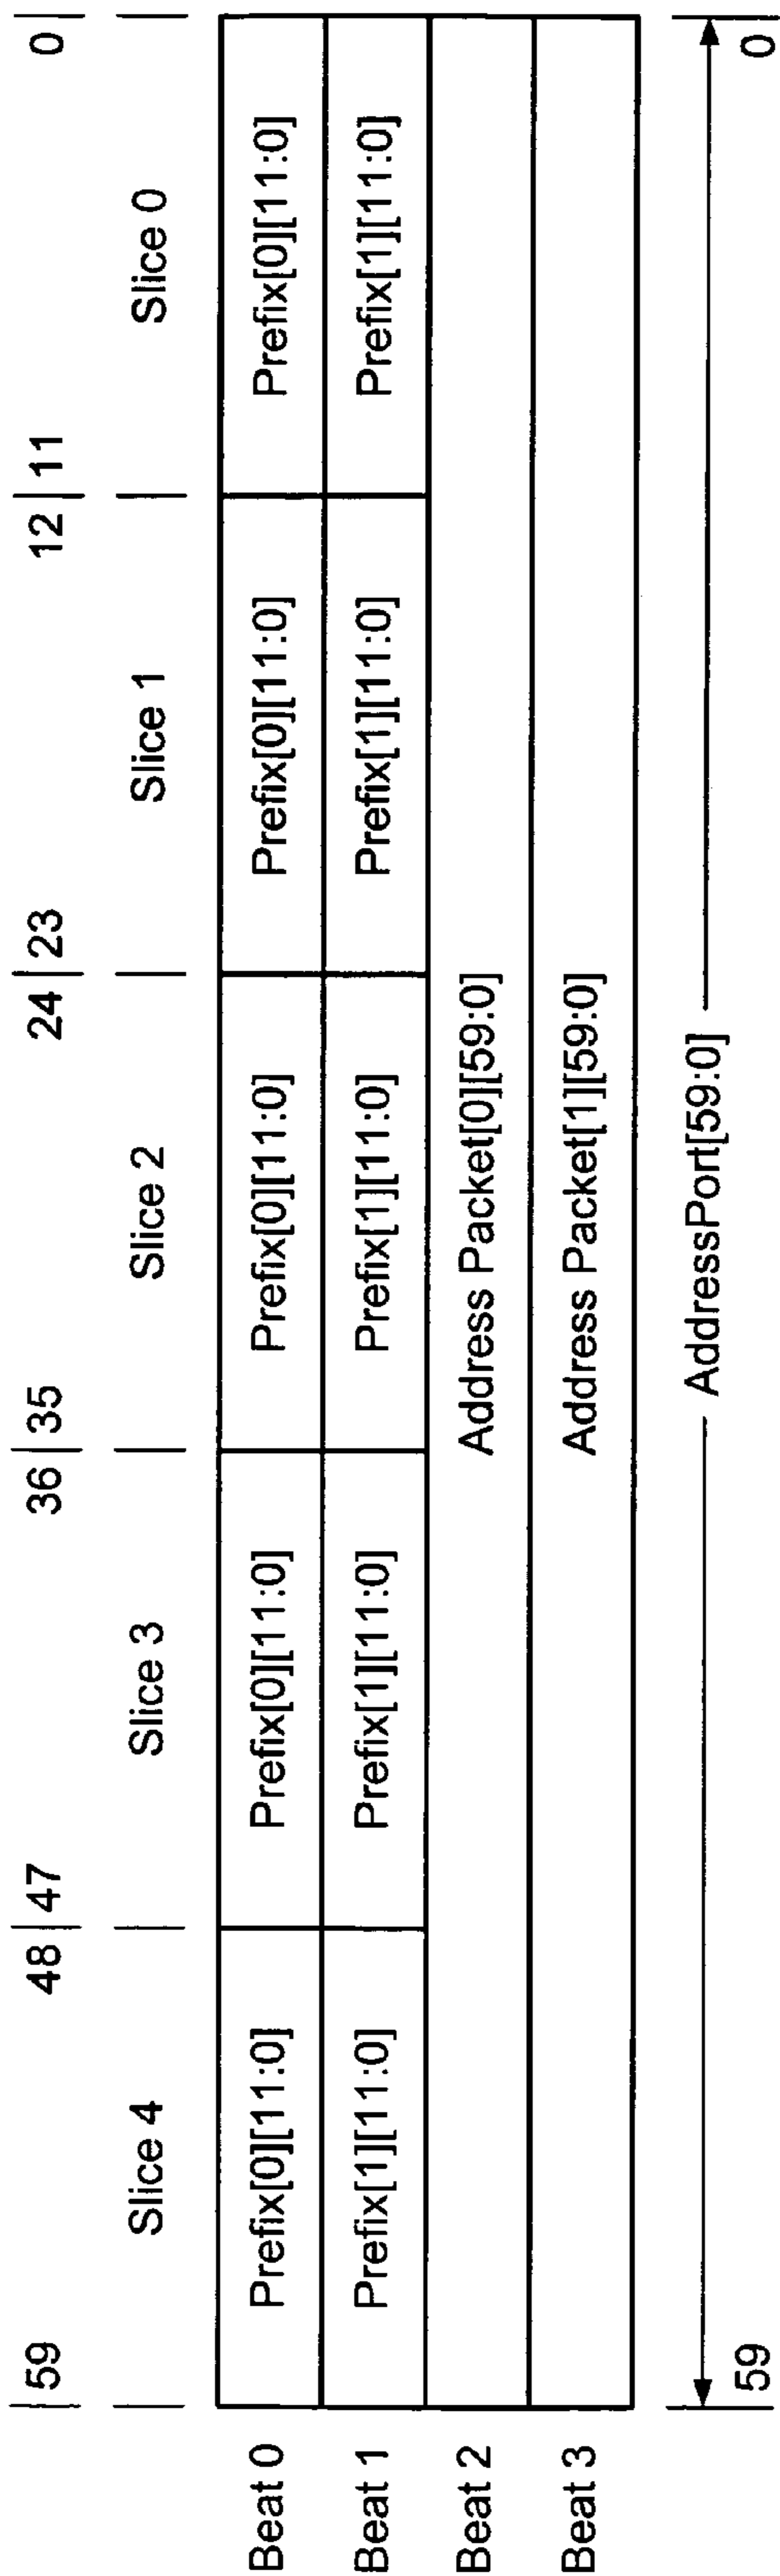 59 48 47 36 35 24 23 12 11 0
Slice 4 Slice 3 Slice 2 Slice 1 Slice 0
Beat 0 Prefix[0][11:0] Prefix[0][11:0] Prefix[0][11:0] Prefix[0][11:0] Prefix[0][11:0]
Beat 1 Prefix[1][11:0] Prefix[1][11:0] Prefix[1][11:0] Prefix[1][11:0] Prefix[1][11:0]
Beat 2 Address Packet[0][59:0]
Beat 3 Address Packet[1][59:0]
AddressPort[59:0]
59 0